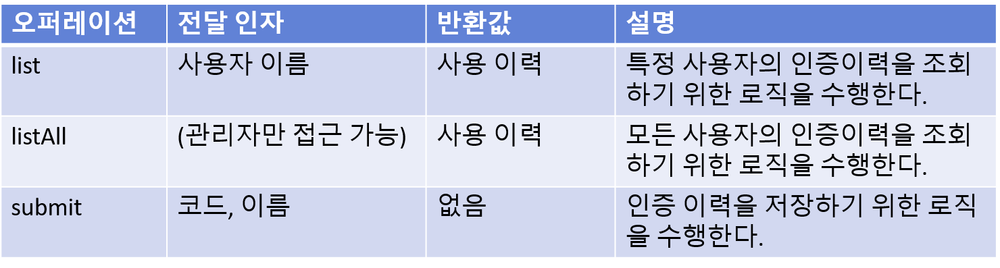 오퍼레이션 전달 인자 반환값 설명
list 사용자 이름 사용 이력 특정 사용자의 인증이력을 조회
하기 위한 로직을 수행한다.
listAll (관리자만 접근 가능) 사용 이력 모든 사용자의 인증이력을 조회
하기 위한 로직을 수행한다.
submit 코드, 이름 없음 인증 이력을 저장하기 위한 로직
을 수행한다.